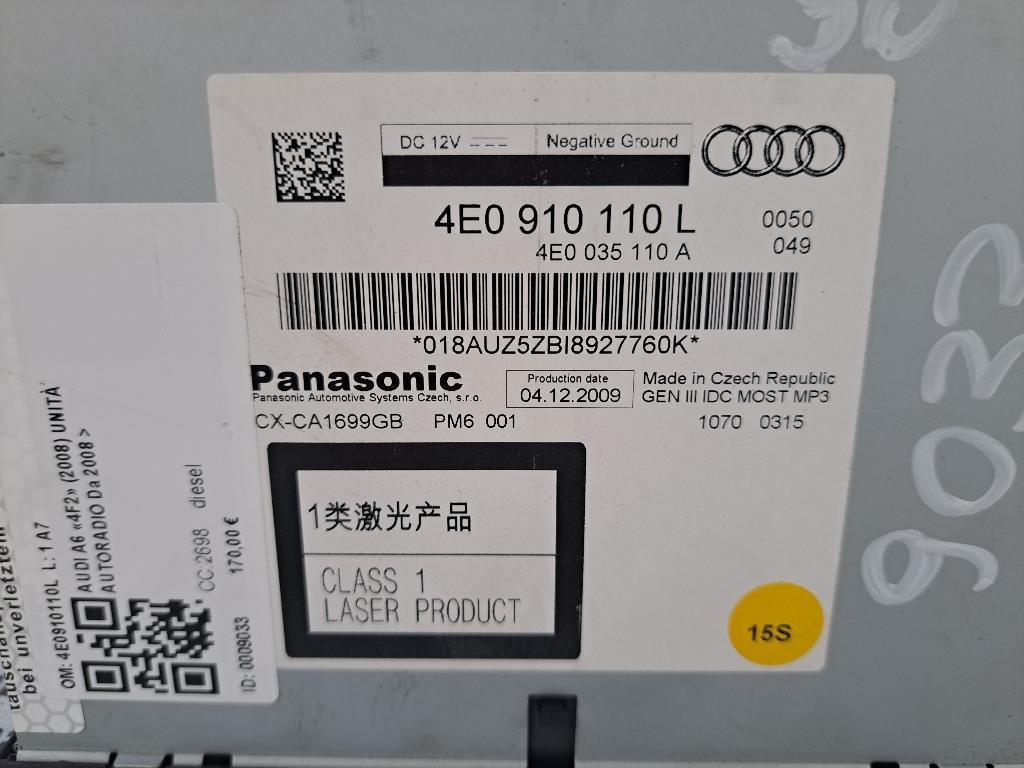 DC 12V
Negative Ground
4E0 910 110 L
0050
4E0 035 110 A
049
*018AUZ5ZBI8927760K*
Panasonic
Panasonic Automotive Systems Czech, s.r.o.
Production date
04.12.2009
Made in Czech Republic
GEN III IDC MOST MP3
CX-CA1699GB PM6 001
1070 0315
1类激光产品
CLASS 1
LASER PRODUCT
15S
9033
bei unverletztem
OM: 4E0910110L L: 1 A7
AUDI A6 «4F2» (2008) UNITÀ
AUTORADIO Da 2008 >
CC:2698 diesel
170,00 €
ID: 0009033